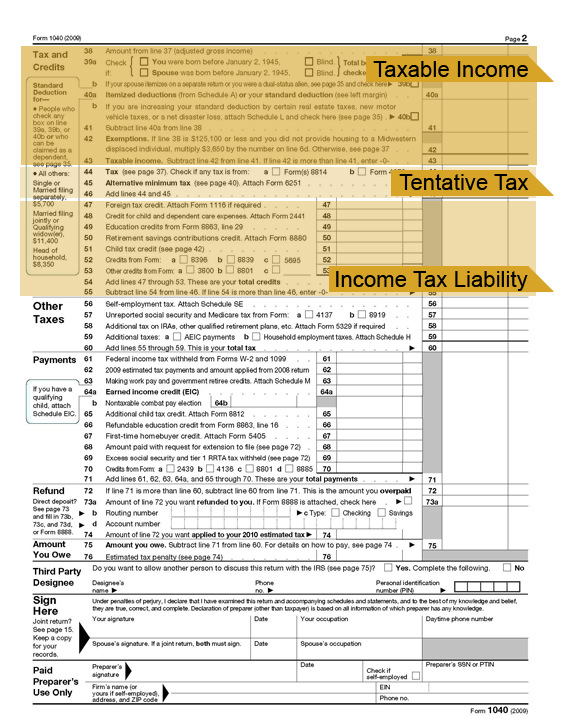 Form 1040 (2009) Page 2
Tax and Credits
38 Amount from line 37 (adjusted gross income) 38
39a Check if: You were born before January 2, 1945, Blind. Total
Spouse was born before January 2, 1945, Blind.
Taxable Income
Standard Deduction for—
• People who check any box on line 39a, 39b, or 40b or who can be claimed as a dependent, see page 35.
• All others:
Single or Married filing separately, $5,700
Married filing jointly or Qualifying widow(er), $11,400
Head of household, $8,350
b If your spouse itemizes on a separate return or you were a dual-status alien, see page 35 and check here ▶ 39b
40a Itemized deductions (from Schedule A) or your standard deduction (see left margin) 40a
b If you are increasing your standard deduction by certain real estate taxes, new motor
vehicle taxes, or a net disaster loss, attach Schedule L and check here (see page 35) ▶ 40b
41 Subtract line 40a from line 38 41
42 Exemptions. If line 38 is $125,100 or less and you did not provide housing to a Midwestern
displaced individual, multiply $3,650 by the number on line 6d. Otherwise, see page 37 42
43 Taxable income. Subtract line 42 from line 41. If line 42 is more than line 41, enter -0- 43
44 Tax (see page 37). Check if any tax is from: a Form(s) 8814 b Form
Tentative Tax
45 Alternative minimum tax (see page 40). Attach Form 6251
46 Add lines 44 and 45
47 Foreign tax credit. Attach Form 1116 if required 47
48 Credit for child and dependent care expenses. Attach Form 2441 48
49 Education credits from Form 8863, line 29 49
50 Retirement savings contributions credit. Attach Form 8880 50
51 Child tax credit (see page 42) 51
52 Credits from Form: a 8396 b 8839 c 5695 52
53 Other credits from Form: a 3800 b 8801 c 53
Income Tax Liability
54 Add lines 47 through 53. These are your total credits
55 Subtract line 54 from line 46. If line 54 is more than line 46, enter -0- 55
Other Taxes
56 Self-employment tax. Attach Schedule SE 56
57 Unreported social security and Medicare tax from Form: a 4137 b 8919 57
58 Additional tax on IRAs, other qualified retirement plans, etc. Attach Form 5329 if required 58
59 Additional taxes: a AEIC payments b Household employment taxes. Attach Schedule H 59
60 Add lines 55 through 59. This is your total tax ▶ 60
Payments
61 Federal income tax withheld from Forms W-2 and 1099 61
62 2009 estimated tax payments and amount applied from 2008 return 62
63 Making work pay and government retiree credits. Attach Schedule M 63
If you have a qualifying child, attach Schedule EIC.
64a Earned income credit (EIC) 64a
b Nontaxable combat pay election 64b
65 Additional child tax credit. Attach Form 8812 65
66 Refundable education credit from Form 8863, line 16 66
67 First-time homebuyer credit. Attach Form 5405 67
68 Amount paid with request for extension to file (see page 72) 68
69 Excess social security and tier 1 RRTA tax withheld (see page 72) 69
70 Credits from Form: a 2439 b 4136 c 8801 d 8885 70
71 Add lines 61, 62, 63, 64a, and 65 through 70. These are your total payments ▶ 71
Refund
Direct deposit? See page 73 and fill in 73b, 73c, and 73d, or Form 8888.
72 If line 71 is more than line 60, subtract line 60 from line 71. This is the amount you overpaid 72
73a Amount of line 72 you want refunded to you. If Form 8888 is attached, check here ▶ 73a
▶ b Routing number ▶ c Type: Checking Savings
▶ d Account number
74 Amount of line 72 you want applied to your 2010 estimated tax ▶ 74
Amount You Owe
75 Amount you owe. Subtract line 71 from line 60. For details on how to pay, see page 74 ▶ 75
76 Estimated tax penalty (see page 74) 76
Third Party Designee
Do you want to allow another person to discuss this return with the IRS (see page 75)? Yes. Complete the following. No
Designee's name ▶ Phone no. ▶ Personal identification number (PIN) ▶
Sign Here
Joint return? See page 15. Keep a copy for your records.
Under penalties of perjury, I declare that I have examined this return and accompanying schedules and statements, and to the best of my knowledge and belief,
they are true, correct, and complete. Declaration of preparer (other than taxpayer) is based on all information of which preparer has any knowledge.
Your signature Date Your occupation Daytime phone number
Spouse's signature. If a joint return, both must sign. Date Spouse's occupation
Paid Preparer's Use Only
Preparer's signature Date Check if self-employed Preparer's SSN or PTIN
Firm's name (or yours if self-employed), address, and ZIP code EIN
Phone no.
Form 1040 (2009)